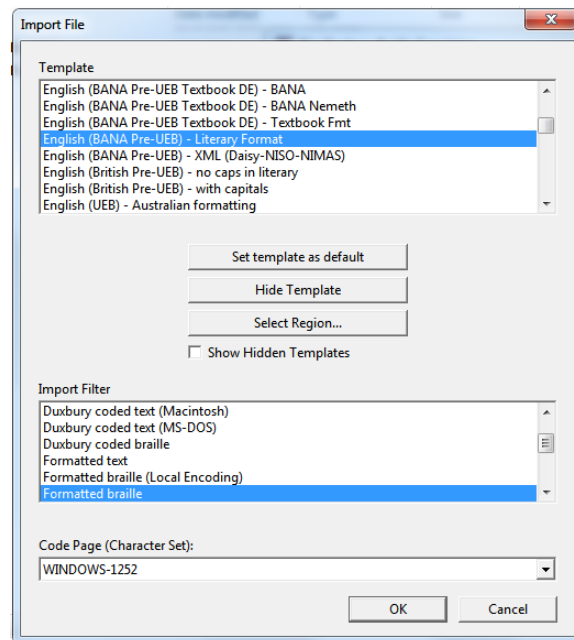 Import File
Template
English (BANA Pre-UEB Textbook DE) - BANA
English (BANA Pre-UEB Textbook DE) - BANA Nemeth
English (BANA Pre-UEB Textbook DE) - Textbook Fmt
English (BANA Pre-UEB) - Literary Format
English (BANA Pre-UEB) - XML (Daisy-NISO-NIMAS)
English (British Pre-UEB) - no caps in literary
English (British Pre-UEB) - with capitals
English (UEB) - Australian formatting
Set template as default
Hide Template
Select Region...
Show Hidden Templates
Import Filter
Duxbury coded text (Macintosh)
Duxbury coded text (MS-DOS)
Duxbury coded braille
Formatted text
Formatted braille (Local Encoding)
Formatted braille
Code Page (Character Set):
WINDOWS-1252
OK Cancel